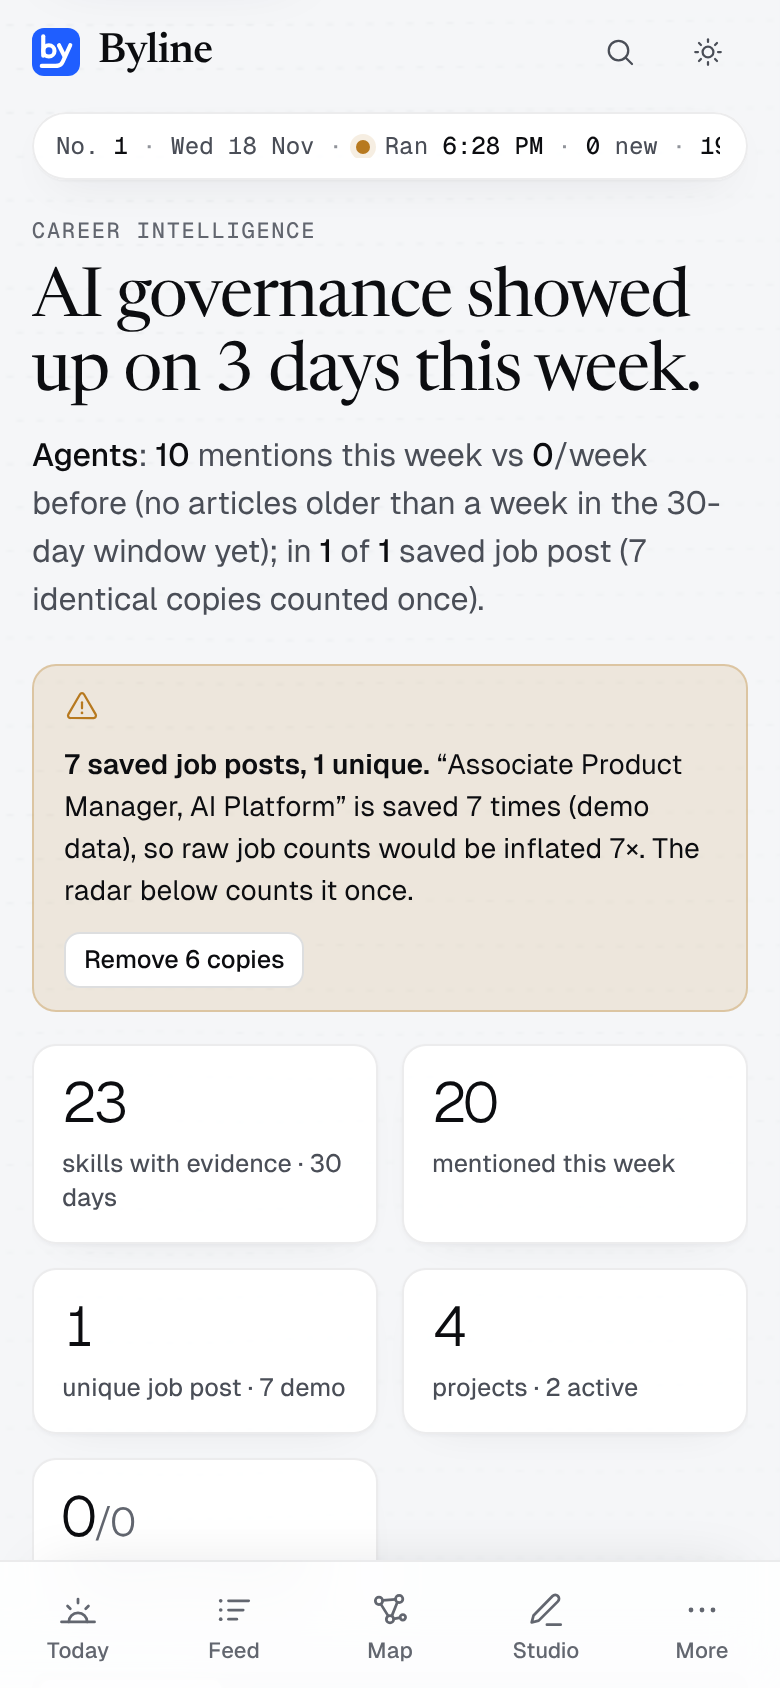 by Byline
No. 1 · Wed 18 Nov · Ran 6:28 PM · 0 new ·
CAREER INTELLIGENCE
AI governance showed
up on 3 days this week.
Agents: 10 mentions this week vs 0/week
before (no articles older than a week in the 30-
day window yet); in 1 of 1 saved job post (7
identical copies counted once).
7 saved job posts, 1 unique. “Associate Product
Manager, AI Platform” is saved 7 times (demo
data), so raw job counts would be inflated 7×. The
radar below counts it once.
Remove 6 copies
23
skills with evidence · 30
days
20
mentioned this week
1
unique job post · 7 demo
4
projects · 2 active
0/0
Today
Feed
Map
Studio
More